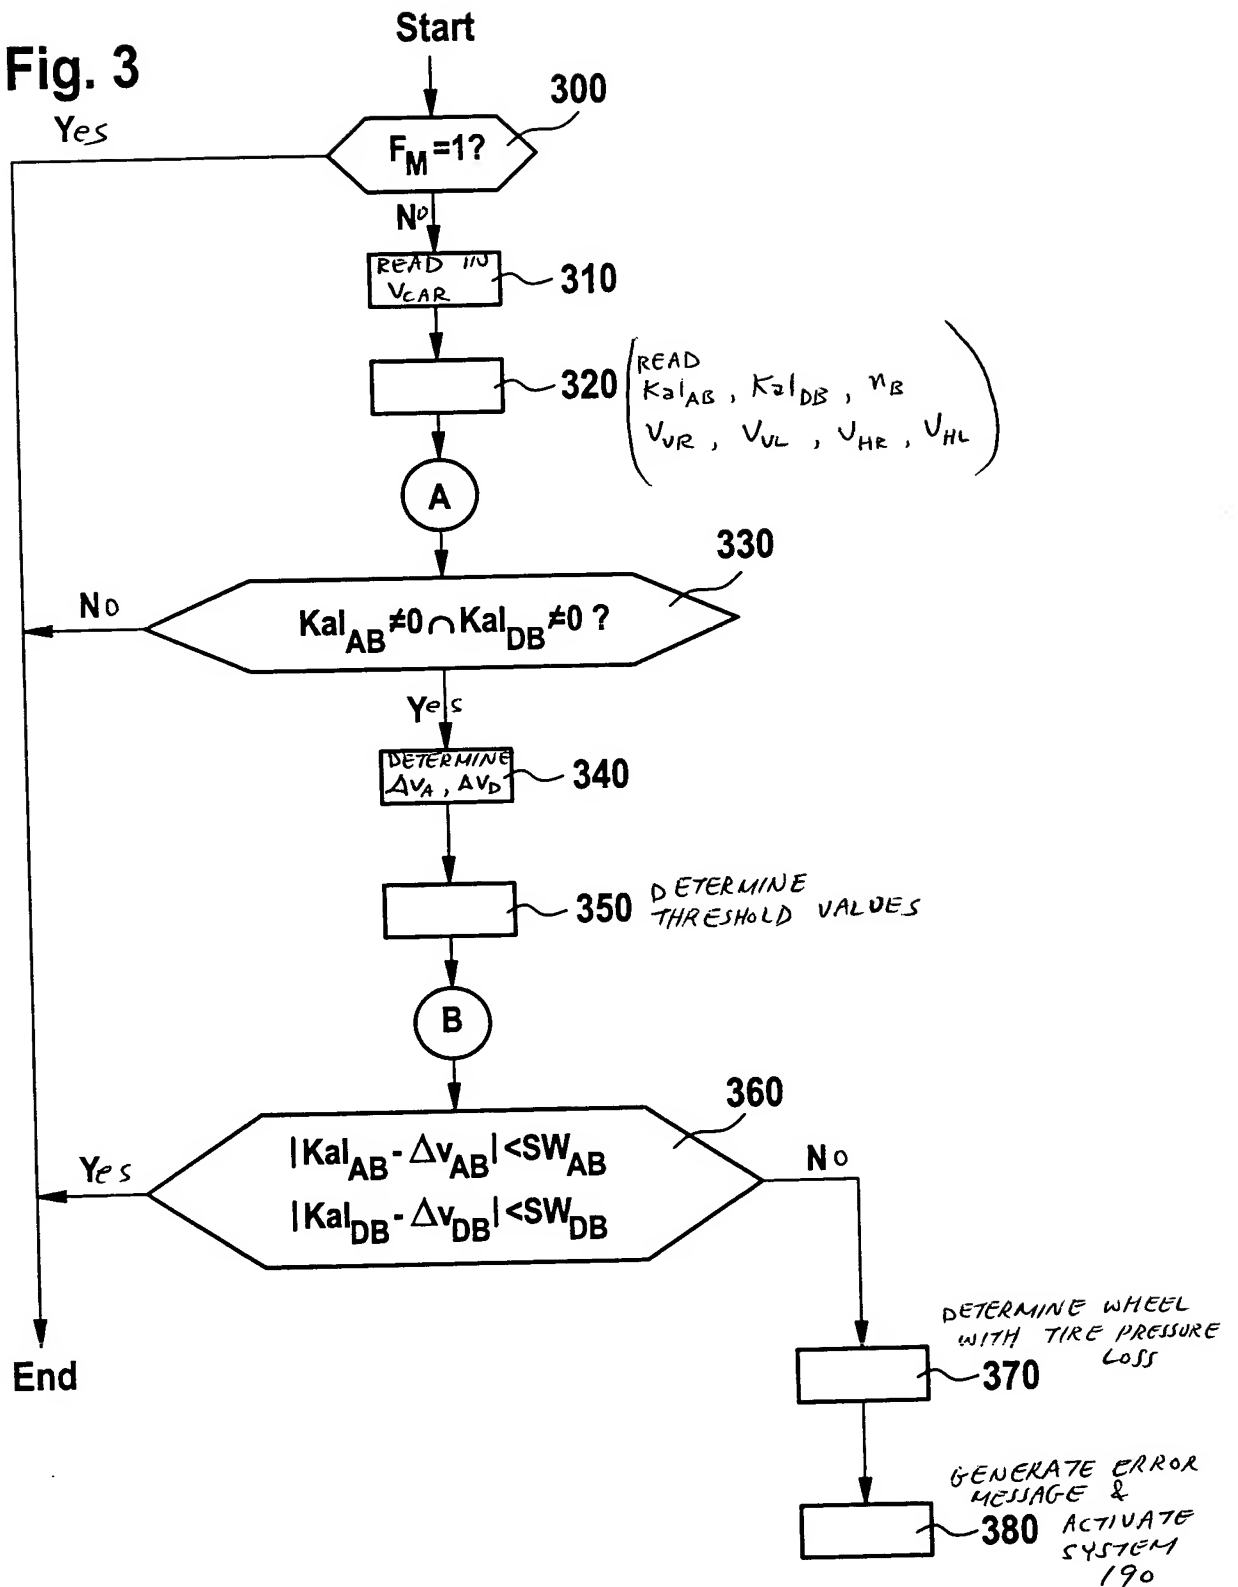 Fig. 3
Start
300
Yes
F_M=1?
No
READ IN
V_CAR
310
320
READ
Kal_AB, Kal_DB, n_B
V_VR, V_VL, V_HR, V_HL
A
330
No
Kal_AB≠0∩Kal_DB≠0 ?
Yes
DETERMINE
ΔV_A, ΔV_D
340
350
DETERMINE
THRESHOLD VALUES
B
360
|Kal_AB-Δv_AB|<SW_AB
|Kal_DB-Δv_DB|<SW_DB
Yes
No
DETERMINE WHEEL
WITH TIRE PRESSURE
LOSS
370
End
GENERATE ERROR
MESSAGE &
380
ACTIVATE
SYSTEM
190